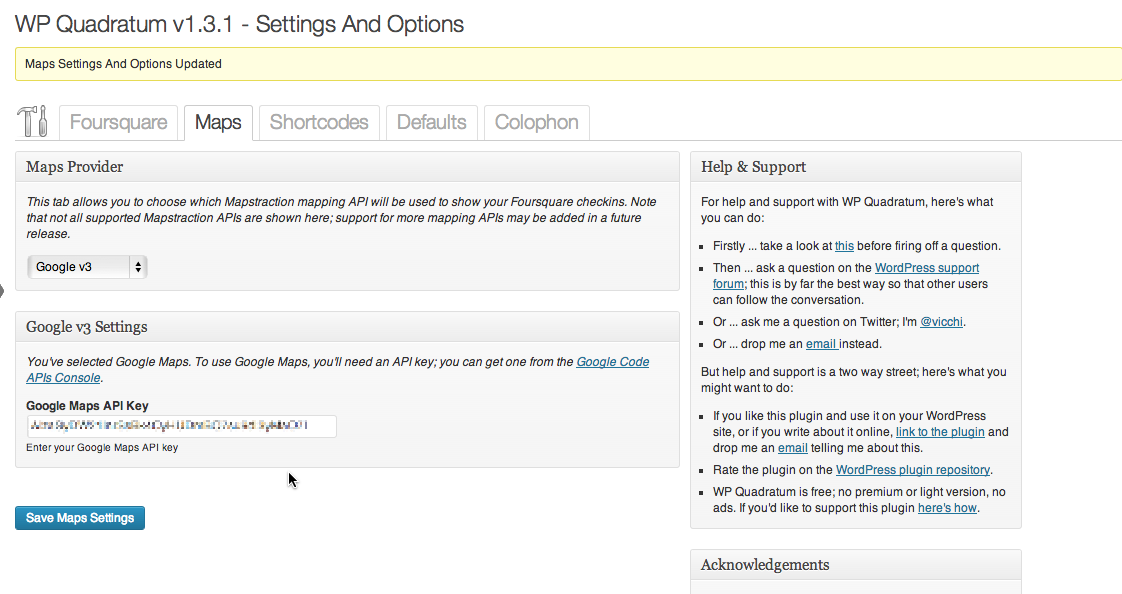 WP Quadratum v1.3.1 - Settings And Options
Maps Settings And Options Updated
Foursquare Maps Shortcodes Defaults Colophon
Maps Provider
This tab allows you to choose which Mapstraction mapping API will be used to show your Foursquare checkins. Note
that not all supported Mapstraction APIs are shown here; support for more mapping APIs may be added in a future
release.
Google v3
Google v3 Settings
You've selected Google Maps. To use Google Maps, you'll need an API key; you can get one from the Google Code
APIs Console.
Google Maps API Key
Enter your Google Maps API key
Save Maps Settings
Help & Support
For help and support with WP Quadratum, here's what
you can do:
Firstly ... take a look at this before firing off a question.
Then ... ask a question on the WordPress support
forum; this is by far the best way so that other users
can follow the conversation.
Or ... ask me a question on Twitter; I'm @vicchi.
Or ... drop me an email instead.
But help and support is a two way street; here's what you
might want to do:
If you like this plugin and use it on your WordPress
site, or if you write about it online, link to the plugin and
drop me an email telling me about this.
Rate the plugin on the WordPress plugin repository.
WP Quadratum is free; no premium or light version, no
ads. If you'd like to support this plugin here's how.
Acknowledgements